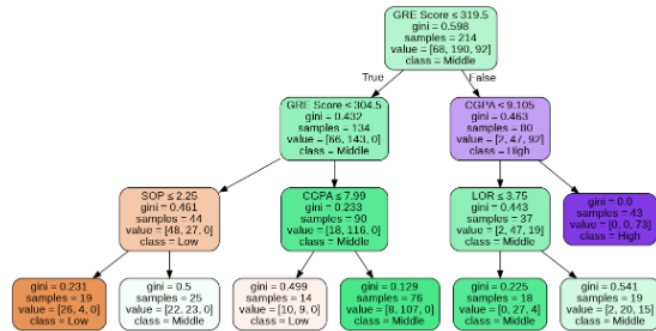 GRE Score ≤ 319.5
gini = 0.598
samples = 214
value = [68, 190, 92]
class = Middle
True
False
GRE Score ≤ 304.5
gini = 0.432
samples = 134
value = [66, 143, 0]
class = Middle
CGPA ≤ 9.105
gini = 0.463
samples = 80
value = [2, 47, 92]
class = High
SOP ≤ 2.25
gini = 0.461
samples = 44
value = [48, 27, 0]
class = Low
CGPA ≤ 7.99
gini = 0.233
samples = 90
value = [18, 116, 0]
class = Middle
LOR ≤ 3.75
gini = 0.443
samples = 37
value = [2, 47, 19]
class = Middle
gini = 0.0
samples = 43
value = [0, 0, 73]
class = High
gini = 0.231
samples = 19
value = [26, 4, 0]
class = Low
gini = 0.5
samples = 25
value = [22, 23, 0]
class = Middle
gini = 0.499
samples = 14
value = [10, 9, 0]
class = Low
gini = 0.129
samples = 76
value = [8, 107, 0]
class = Middle
gini = 0.225
samples = 18
value = [0, 27, 4]
class = Middle
gini = 0.541
samples = 19
value = [2, 20, 15]
class = Middle